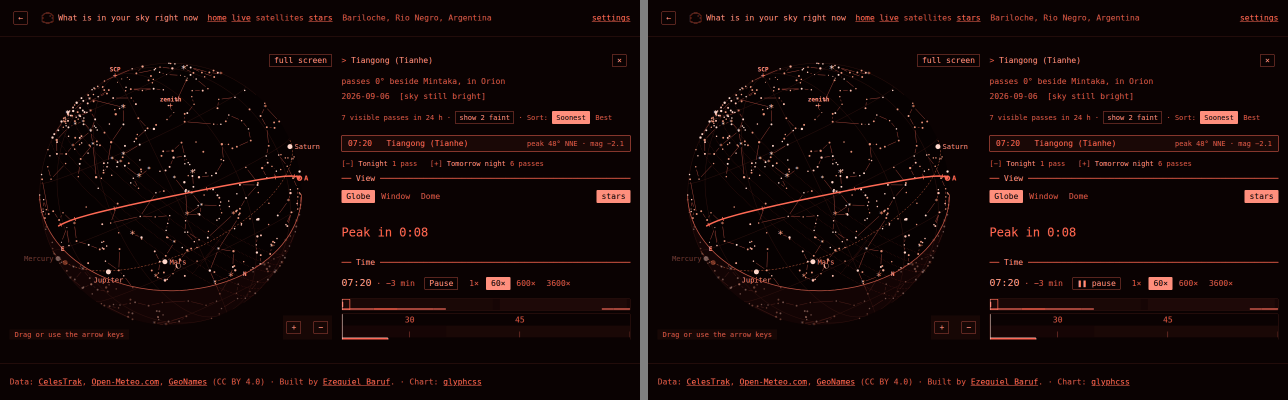 ← What is in your sky right now home live satellites stars Bariloche, Rio Negro, Argentina settings
full screen
SCP
zenith
Saturn
A
E
Mercury
Mars
Jupiter
N
+ −
Drag or use the arrow keys
> Tiangong (Tianhe) ×
passes 0° beside Mintaka, in Orion
2026-09-06 [sky still bright]
7 visible passes in 24 h · show 2 faint · Sort: Soonest Best
07:20 Tiangong (Tianhe) peak 48° NNE · mag −2.1
[−] Tonight 1 pass [+] Tomorrow night 6 passes
View
Globe Window Dome stars
Peak in 0:08
Time
07:20 · −3 min Pause 1× 60× 600× 3600×
30 45
Data: CelesTrak, Open-Meteo.com, GeoNames (CC BY 4.0) · Built by Ezequiel Baruf. · Chart: glyphcss
← What is in your sky right now home live satellites stars Bariloche, Rio Negro, Argentina settings
full screen
SCP
zenith
Saturn
A
E
Mercury
Mars
Jupiter
N
+ −
Drag or use the arrow keys
> Tiangong (Tianhe) ×
passes 0° beside Mintaka, in Orion
2026-09-06 [sky still bright]
7 visible passes in 24 h · show 2 faint · Sort: Soonest Best
07:20 Tiangong (Tianhe) peak 48° NNE · mag −2.1
[−] Tonight 1 pass [+] Tomorrow night 6 passes
View
Globe Window Dome stars
Peak in 0:08
Time
07:20 · −3 min ❚❚ pause 1× 60× 600× 3600×
30 45
Data: CelesTrak, Open-Meteo.com, GeoNames (CC BY 4.0) · Built by Ezequiel Baruf. · Chart: glyphcss